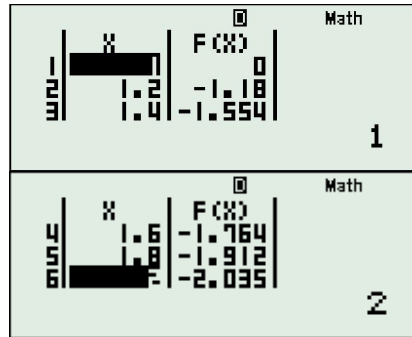 D Math
X F(X)
1 1 0
2 1.2 -1.18
3 1.4 -1.554
1
D Math
X F(X)
4 1.6 -1.764
5 1.8 -1.912
6 2 -2.035
2